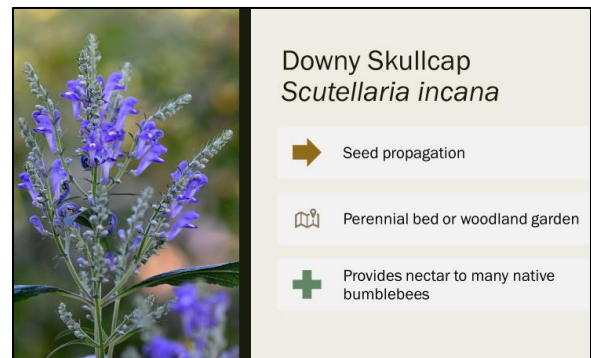 Downy Skullcap
Scutellaria incana
Seed propagation
Perennial bed or woodland garden
Provides nectar to many native
bumblebees